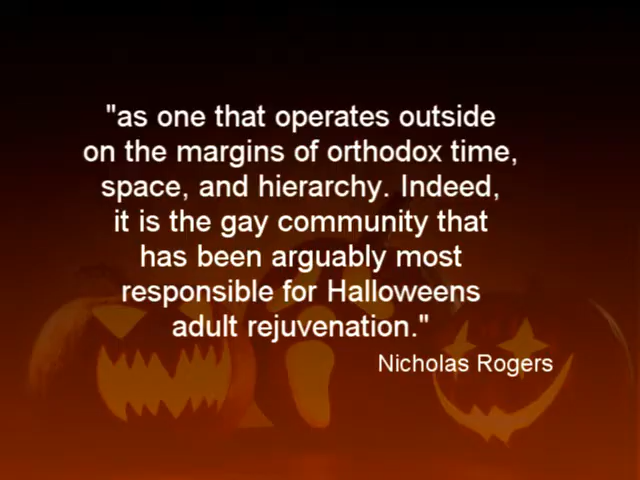 "as one that operates outside
on the margins of orthodox time,
space, and hierarchy. Indeed,
it is the gay community that
has been arguably most
responsible for Halloweens
adult rejuvenation."
Nicholas Rogers